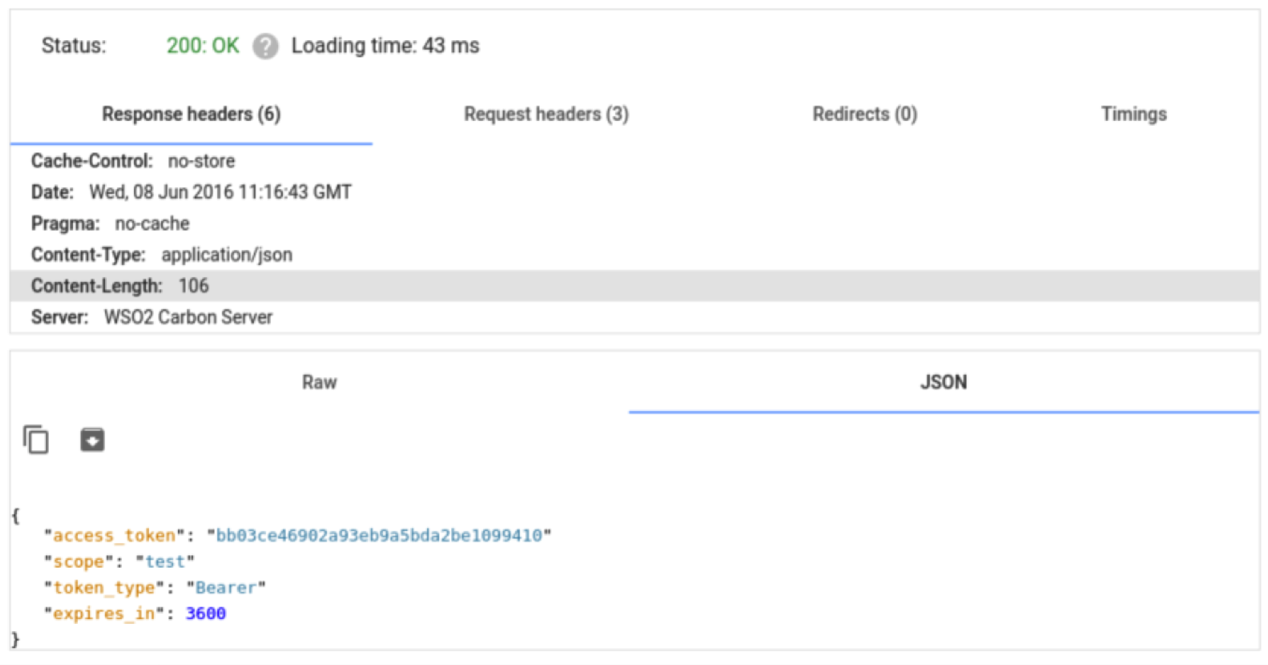 Status: 200: OK ? Loading time: 43 ms
Response headers (6) Request headers (3) Redirects (0) Timings
Cache-Control: no-store
Date: Wed, 08 Jun 2016 11:16:43 GMT
Pragma: no-cache
Content-Type: application/json
Content-Length: 106
Server: WSO2 Carbon Server
Raw JSON
{
"access_token": "bb03ce46902a93eb9a5bda2be1099410"
"scope": "test"
"token_type": "Bearer"
"expires_in": 3600
}